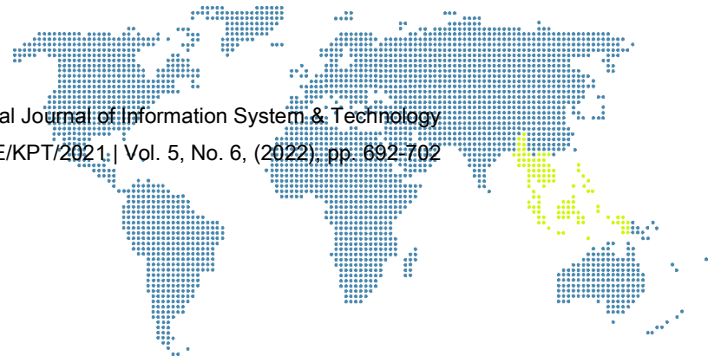 al Journal of Information System & Technology
E/KPT/2021 | Vol. 5, No. 6, (2022), pp. 692-702